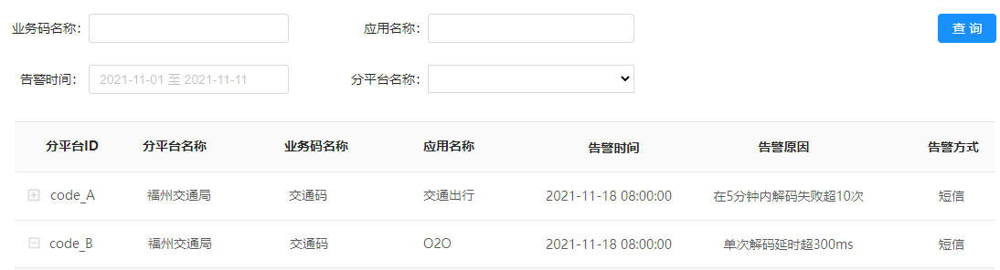 业务码名称： 应用名称： 查 询
告警时间： 2021-11-01 至 2021-11-11 分平台名称：
分平台ID 分平台名称 业务码名称 应用名称 告警时间 告警原因 告警方式
code_A 福州交通局 交通码 交通出行 2021-11-18 08:00:00 在5分钟内解码失败超10次 短信
code_B 福州交通局 交通码 O2O 2021-11-18 08:00:00 单次解码延时超300ms 短信